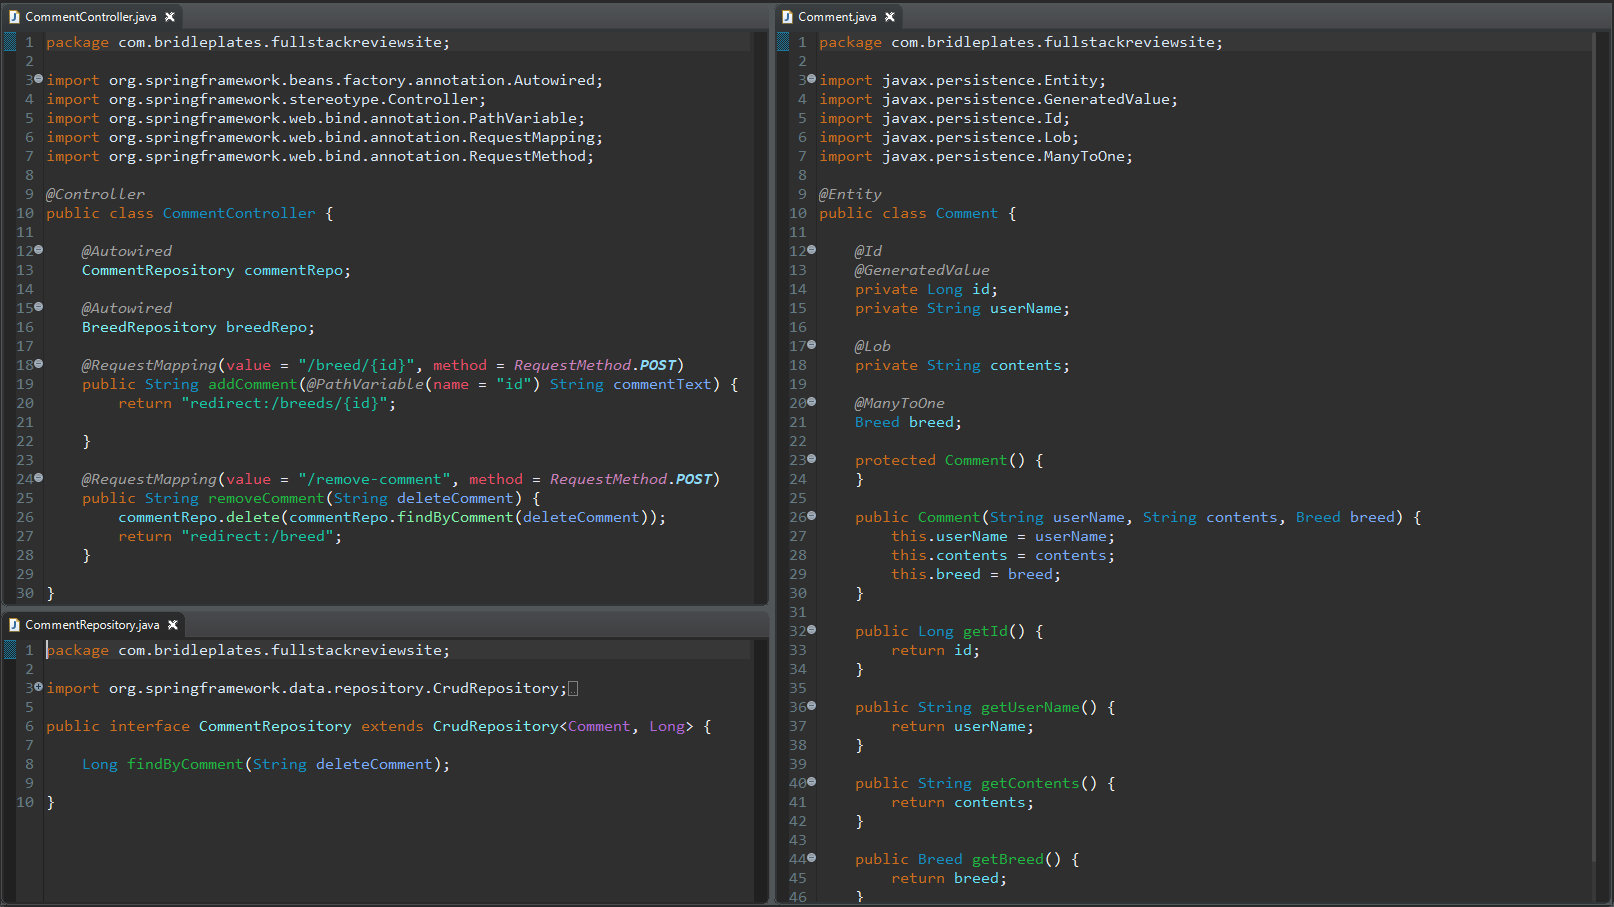 CommentController.java
1 package com.bridleplates.fullstackreviewsite;
2
3 import org.springframework.beans.factory.annotation.Autowired;
4 import org.springframework.stereotype.Controller;
5 import org.springframework.web.bind.annotation.PathVariable;
6 import org.springframework.web.bind.annotation.RequestMapping;
7 import org.springframework.web.bind.annotation.RequestMethod;
8
9 @Controller
10 public class CommentController {
11
12     @Autowired
13     CommentRepository commentRepo;
14
15     @Autowired
16     BreedRepository breedRepo;
17
18     @RequestMapping(value = "/breed/{id}", method = RequestMethod.POST)
19     public String addComment(@PathVariable(name = "id") String commentText) {
20         return "redirect:/breeds/{id}";
21
22     }
23
24     @RequestMapping(value = "/remove-comment", method = RequestMethod.POST)
25     public String removeComment(String deleteComment) {
26         commentRepo.delete(commentRepo.findByComment(deleteComment));
27         return "redirect:/breed";
28     }
29
30 }
CommentRepository.java
1 package com.bridleplates.fullstackreviewsite;
2
3 import org.springframework.data.repository.CrudRepository;
5
6 public interface CommentRepository extends CrudRepository<Comment, Long> {
7
8     Long findByComment(String deleteComment);
9
10 }
Comment.java
1 package com.bridleplates.fullstackreviewsite;
2
3 import javax.persistence.Entity;
4 import javax.persistence.GeneratedValue;
5 import javax.persistence.Id;
6 import javax.persistence.Lob;
7 import javax.persistence.ManyToOne;
8
9 @Entity
10 public class Comment {
11
12     @Id
13     @GeneratedValue
14     private Long id;
15     private String userName;
16
17     @Lob
18     private String contents;
19
20     @ManyToOne
21     Breed breed;
22
23     protected Comment() {
24     }
25
26     public Comment(String userName, String contents, Breed breed) {
27         this.userName = userName;
28         this.contents = contents;
29         this.breed = breed;
30     }
31
32     public Long getId() {
33         return id;
34     }
35
36     public String getUserName() {
37         return userName;
38     }
39
40     public String getContents() {
41         return contents;
42     }
43
44     public Breed getBreed() {
45         return breed;
46     }